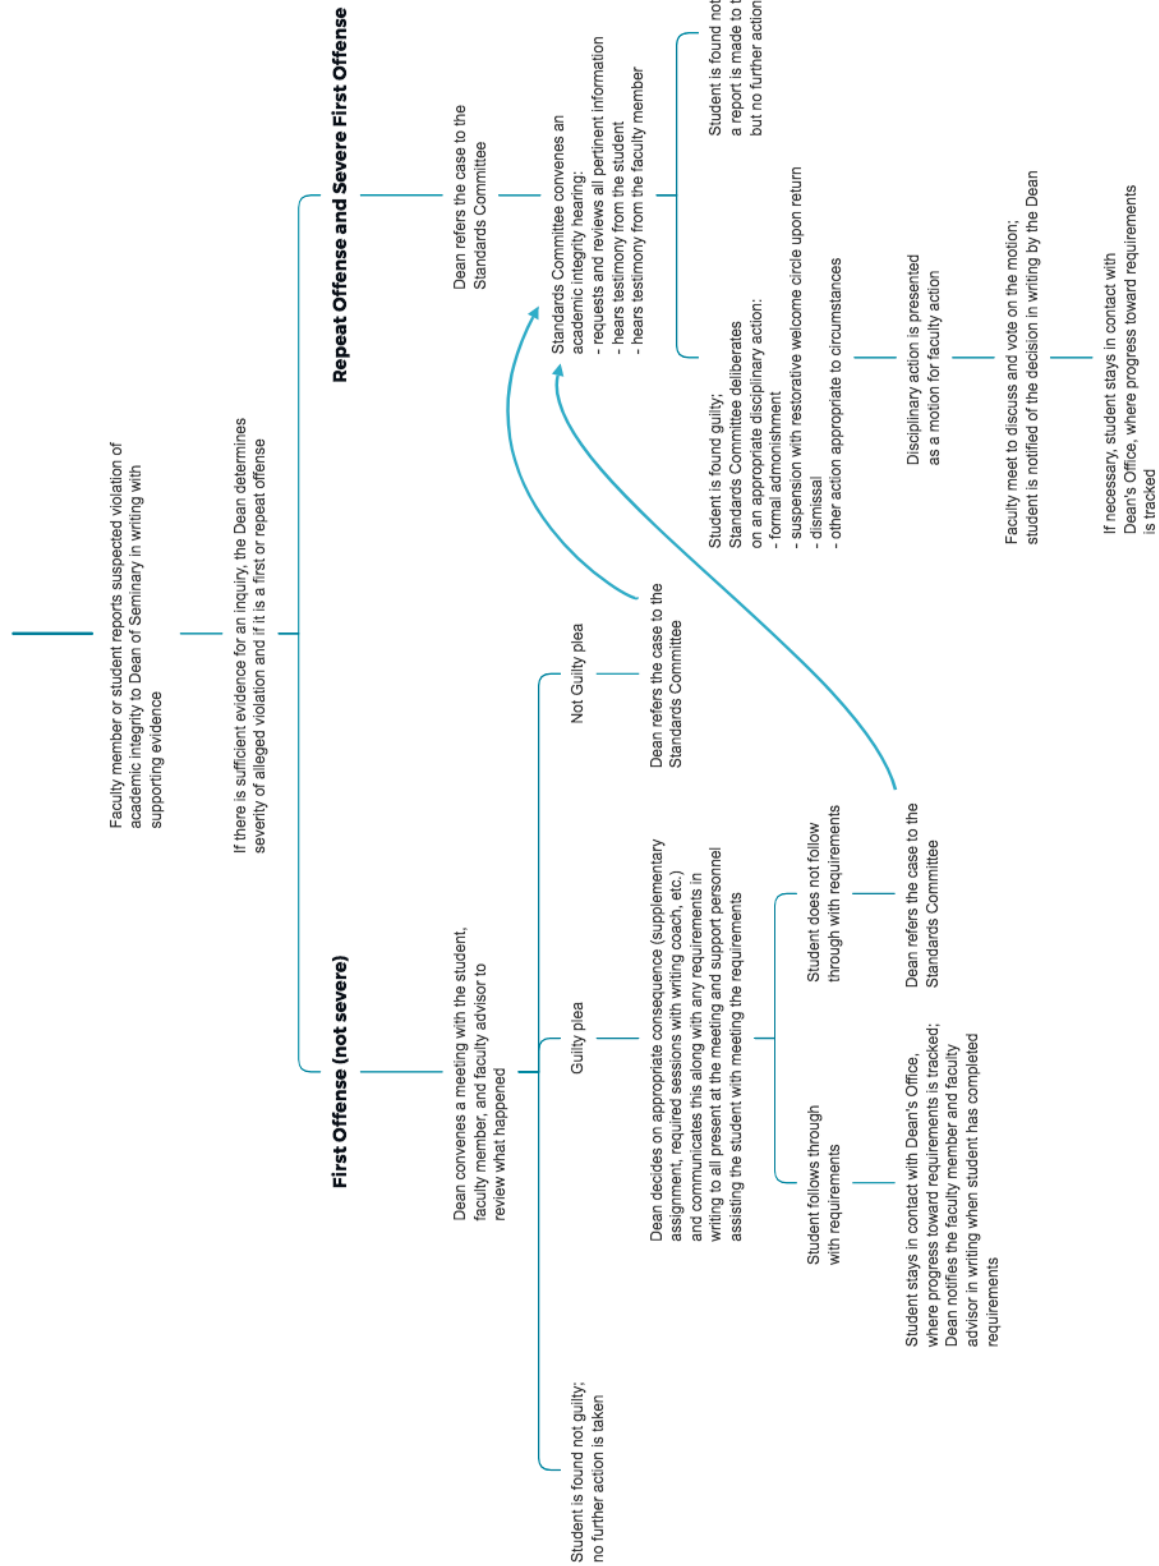 Faculty member or student reports suspected violation of
academic integrity to Dean of Seminary in writing with
supporting evidence
If there is sufficient evidence for an inquiry, the Dean determines
severity of alleged violation and if it is a first or repeat offense
First Offense (not severe)
Dean convenes a meeting with the student,
faculty member, and faculty advisor to
review what happened
Student is found not guilty;
no further action is taken
Guilty plea
Dean decides on appropriate consequence (supplementary
assignment, required sessions with writing coach, etc.)
and communicates this along with any requirements in
writing to all present at the meeting and support personnel
assisting the student with meeting the requirements
Student follows through
with requirements
Student stays in contact with Dean's Office,
where progress toward requirements is tracked;
Dean notifies the faculty member and faculty
advisor in writing when student has completed
requirements
Student does not follow
through with requirements
Dean refers the case to the
Standards Committee
Not Guilty plea
Dean refers the case to the
Standards Committee
Repeat Offense and Severe First Offense
Dean refers the case to the
Standards Committee
Standards Committee convenes an
academic integrity hearing:
- requests and reviews all pertinent information
- hears testimony from the student
- hears testimony from the faculty member
Student is found guilty;
Standards Committee deliberates
on an appropriate disciplinary action:
- formal admonishment
- suspension with restorative welcome circle upon return
- dismissal
- other action appropriate to circumstances
Disciplinary action is presented
as a motion for faculty action
Faculty meet to discuss and vote on the motion;
student is notified of the decision in writing by the Dean
If necessary, student stays in contact with
Dean's Office, where progress toward requirements
is tracked
Student is found not
a report is made to
but no further action